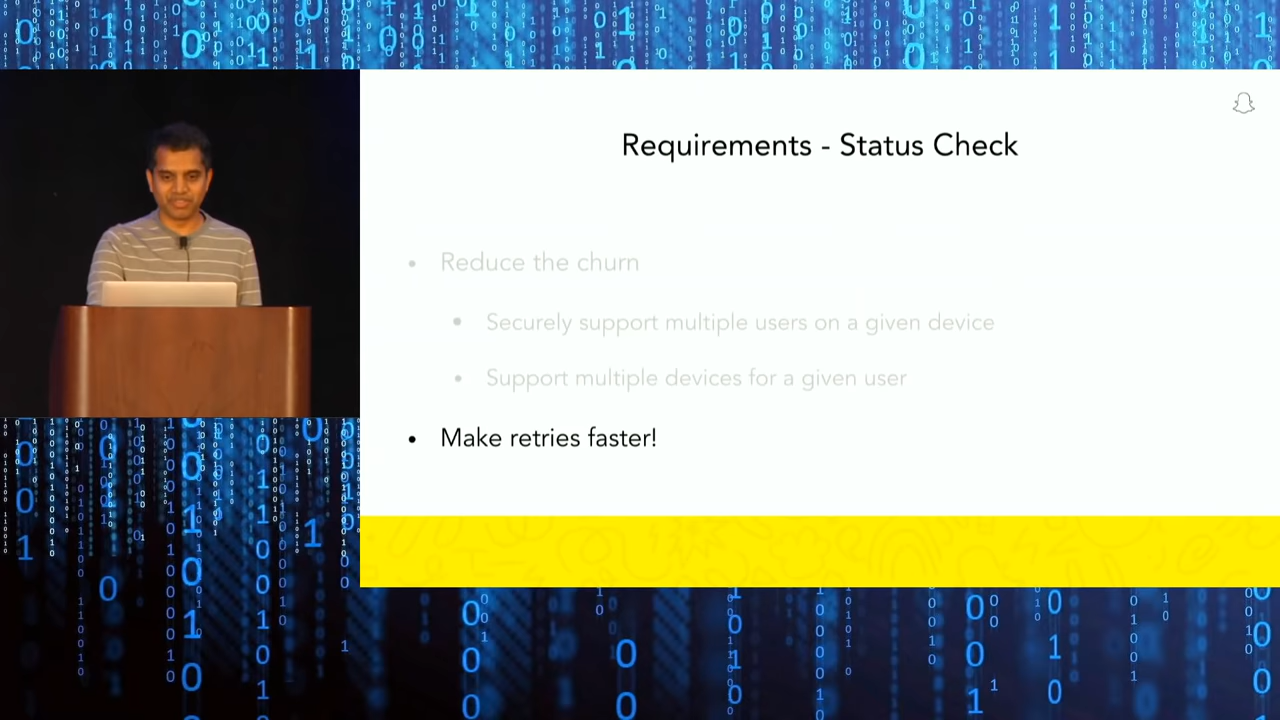 Requirements - Status Check
• Reduce the churn
• Securely support multiple users on a given device
• Support multiple devices for a given user
• Make retries faster!